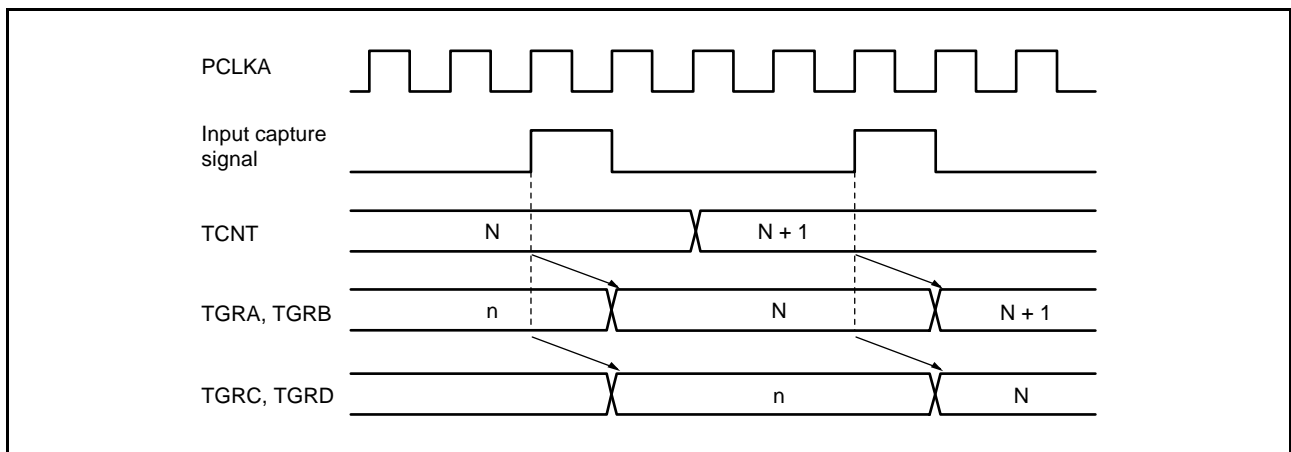 PCLKA
Input capture
signal
TCNT
N
N + 1
TGRA, TGRB
n
N
N + 1
TGRC, TGRD
n
N